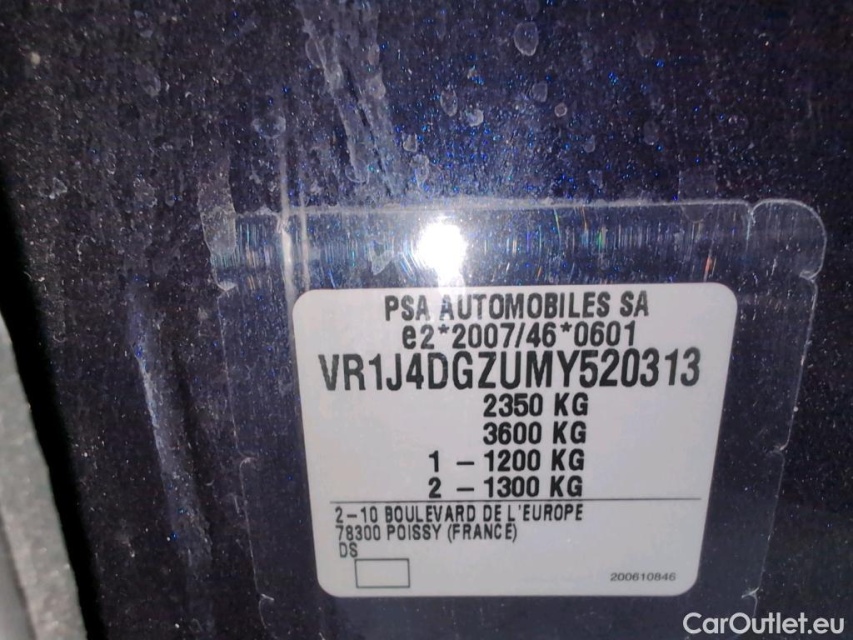 PSA AUTOMOBILES SA
e2*2007/46*0601
VR1J4DGZUMY520313
2350 KG
3600 KG
1 – 1200 KG
2 – 1300 KG
2-10 BOULEVARD DE L'EUROPE
78300 POISSY (FRANCE)
DS
200610846
CarOutlet.eu